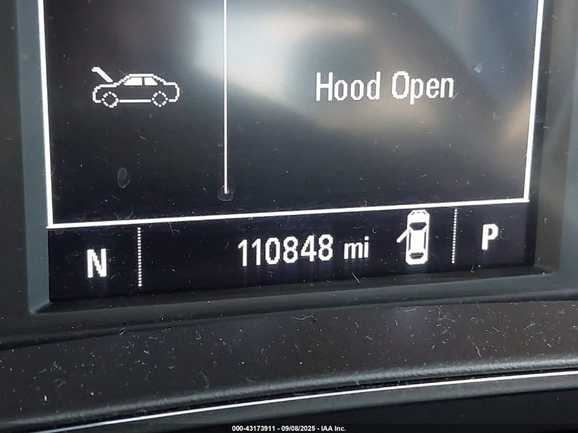 Hood Open
N 110848 mi P
000-43173911 - 09/08/2025 - IAA Inc.